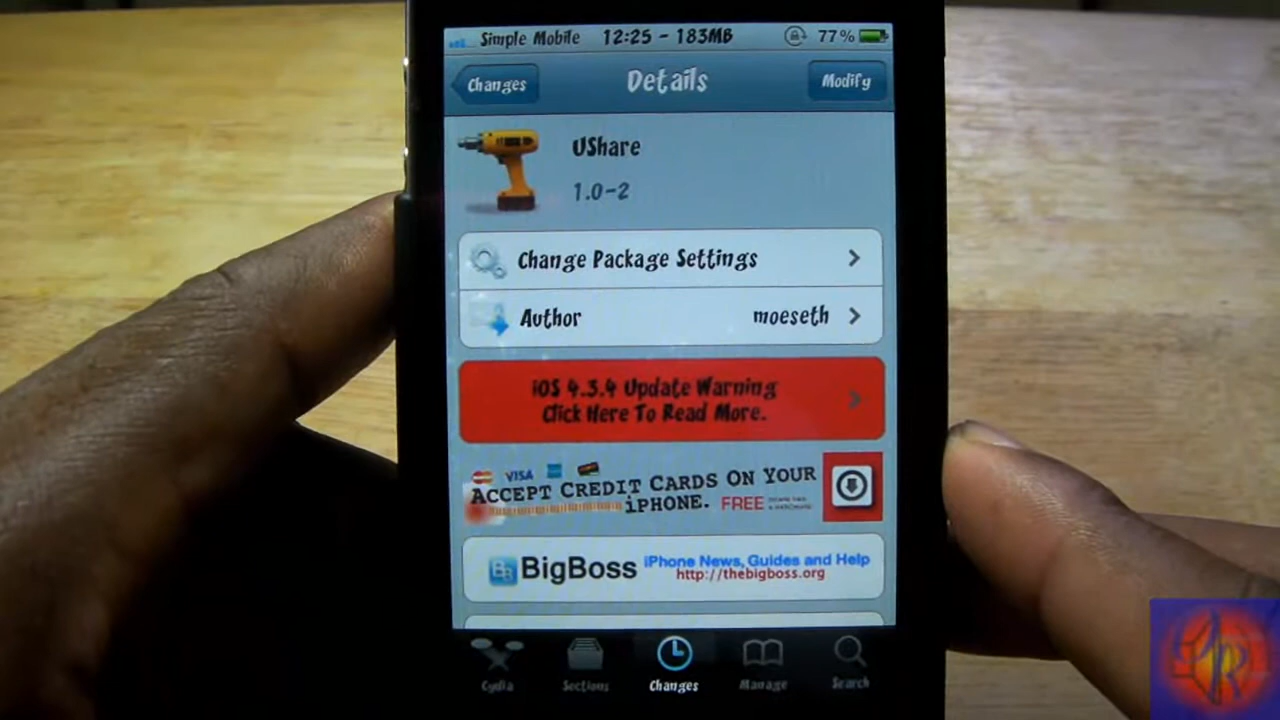 Simple Mobile 12:25 - 183MB 77%
Changes Details Modify
UShare
1.0-2
Change Package Settings
Author moeseth
iOS 4.3.4 Update Warning
Click Here To Read More.
VISA
ACCEPT CREDIT CARDS ON YOUR
iPHONE. FREE
BigBoss iPhone News, Guides and Help
http://thebigboss.org
Cydia Sections Changes Manage Search